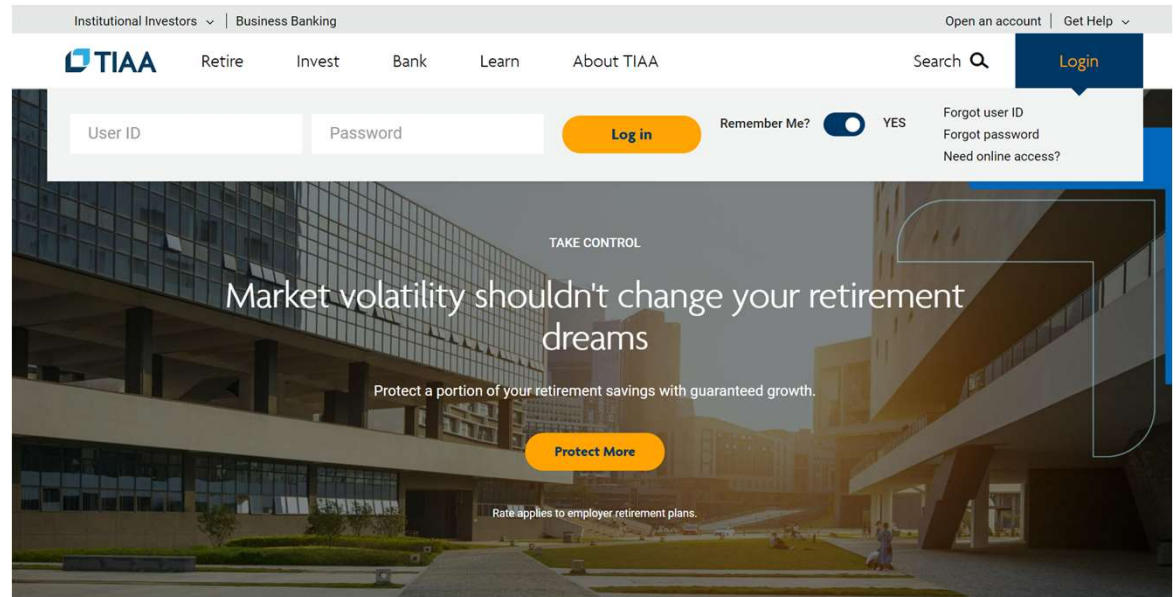 Institutional Investors | Business Banking
Open an account | Get Help
TIAA
Retire
Invest
Bank
Learn
About TIAA
Search
Login
User ID
Password
Log in
Remember Me?
YES
Forgot user ID
Forgot password
Need online access?
TAKE CONTROL
Market volatility shouldn't change your retirement
dreams
Protect a portion of your retirement savings with guaranteed growth.
Protect More
Rate applies to employer retirement plans.